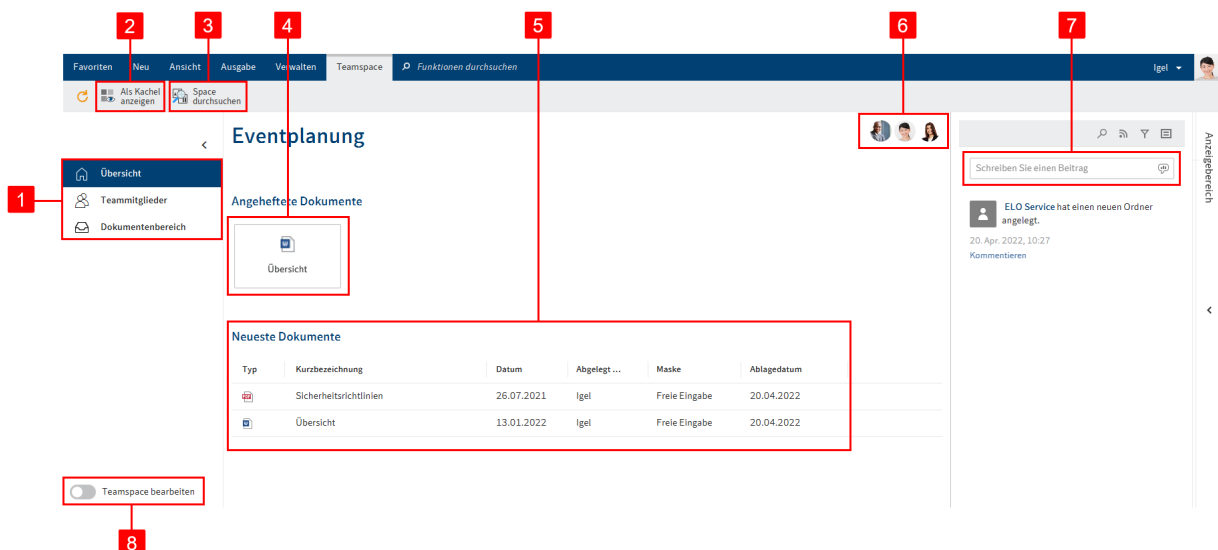 2
3
4
5
6
7
Favoriten Neu Ansicht Ausgabe Verwalten Teamspace Funktionen durchsuchen Igel
Als Kachel
anzeigen
Space
durchsuchen
Eventplanung
Schreiben Sie einen Beitrag
Anzeigebereich
1
Übersicht
Teammitglieder
Dokumentenbereich
Angeheftete Dokumente
Übersicht
ELO Service hat einen neuen Ordner
angelegt.
20. Apr. 2022, 10:27
Kommentieren
Neueste Dokumente
Typ Kurzbezeichnung Datum Abgelegt ... Maske Ablagedatum
Sicherheitsrichtlinien 26.07.2021 Igel Freie Eingabe 20.04.2022
Übersicht 13.01.2022 Igel Freie Eingabe 20.04.2022
Teamspace bearbeiten
8